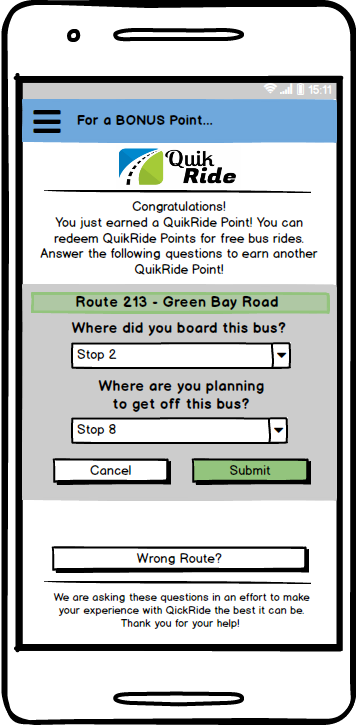 15:11
For a BONUS Point...
Quik
Ride
Congratulations!
You just earned a QuikRide Point! You can
redeem QuikRide Points for free bus rides.
Answer the following questions to earn another
QuikRide Point!
Route 213 - Green Bay Road
Where did you board this bus?
Stop 2
Where are you planning
to get off this bus?
Stop 8
Cancel Submit
Wrong Route?
We are asking these questions in an effort to make
your experience with QickRide the best it can be.
Thank you for your help!